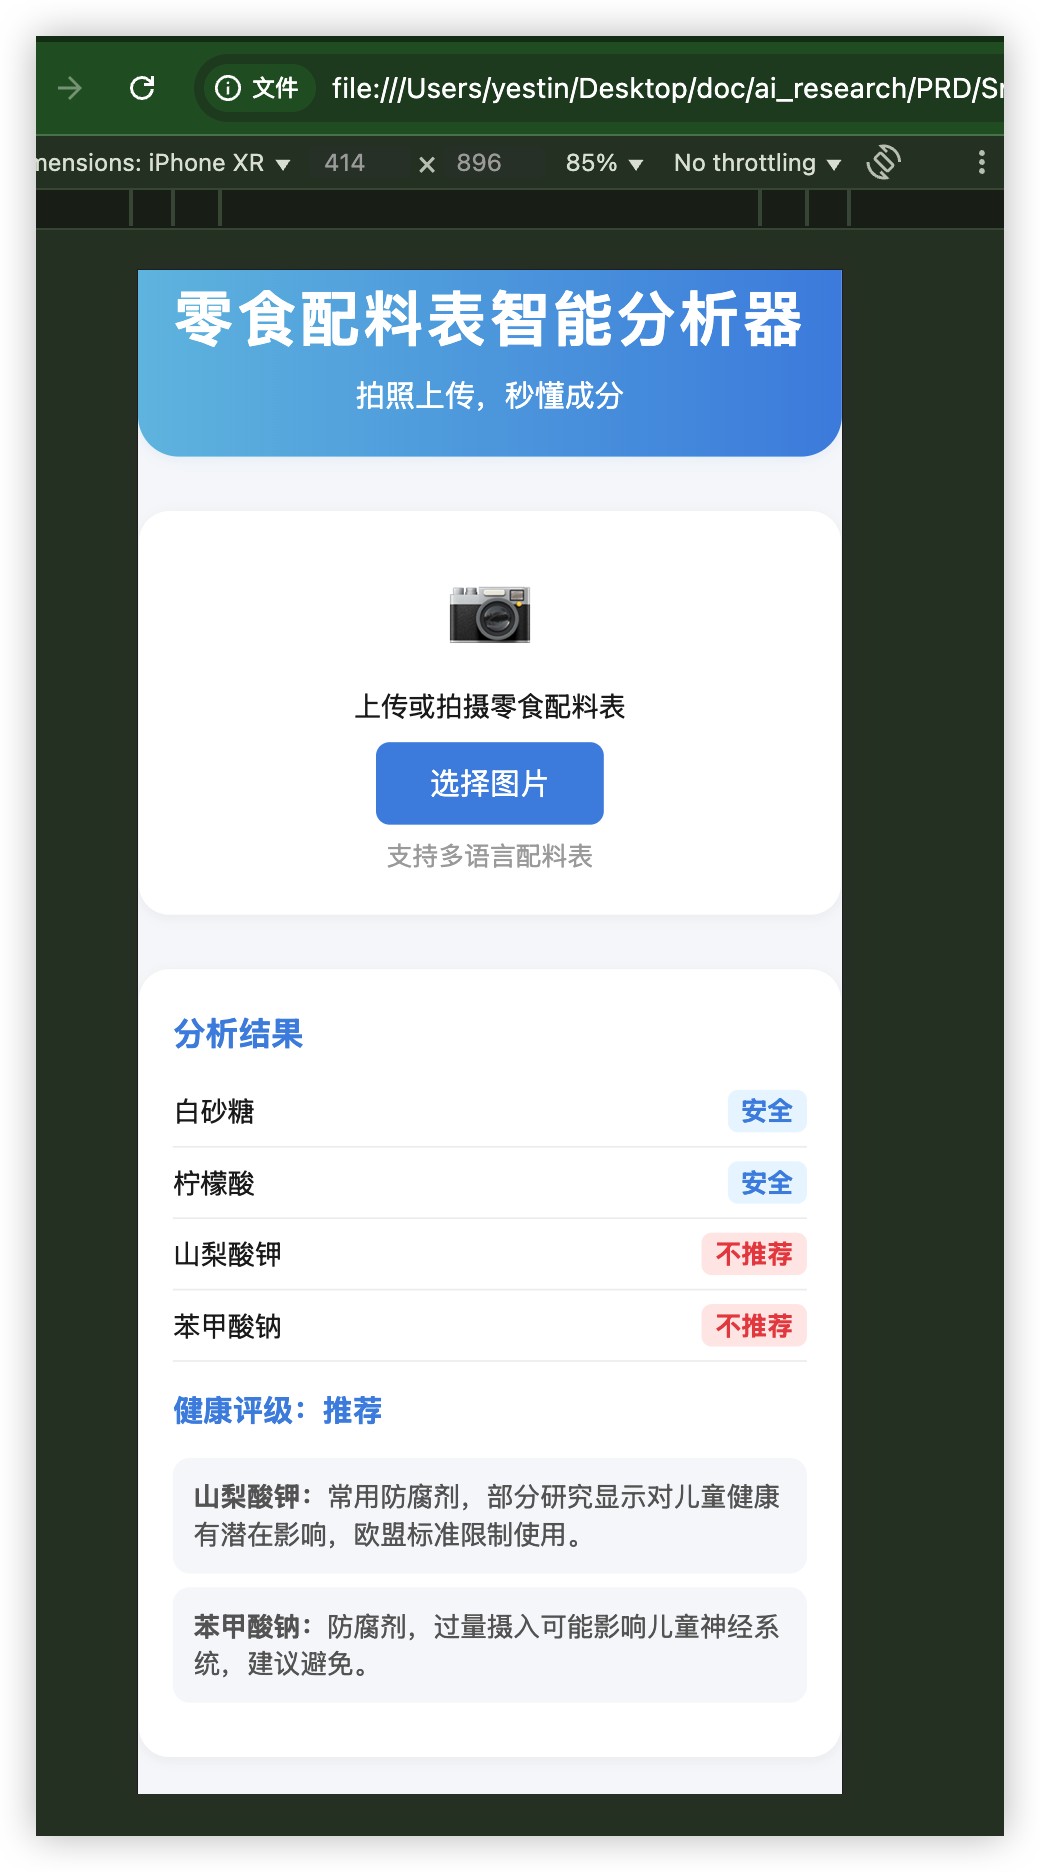 文件 file:///Users/yestin/Desktop/doc/ai_research/PRD/Sr
mensions: iPhone XR 414 × 896 85% No throttling
零食配料表智能分析器
拍照上传，秒懂成分
上传或拍摄零食配料表
选择图片
支持多语言配料表
分析结果
白砂糖 安全
柠檬酸 安全
山梨酸钾 不推荐
苯甲酸钠 不推荐
健康评级：推荐
山梨酸钾：常用防腐剂，部分研究显示对儿童健康
有潜在影响，欧盟标准限制使用。
苯甲酸钠：防腐剂，过量摄入可能影响儿童神经系
统，建议避免。